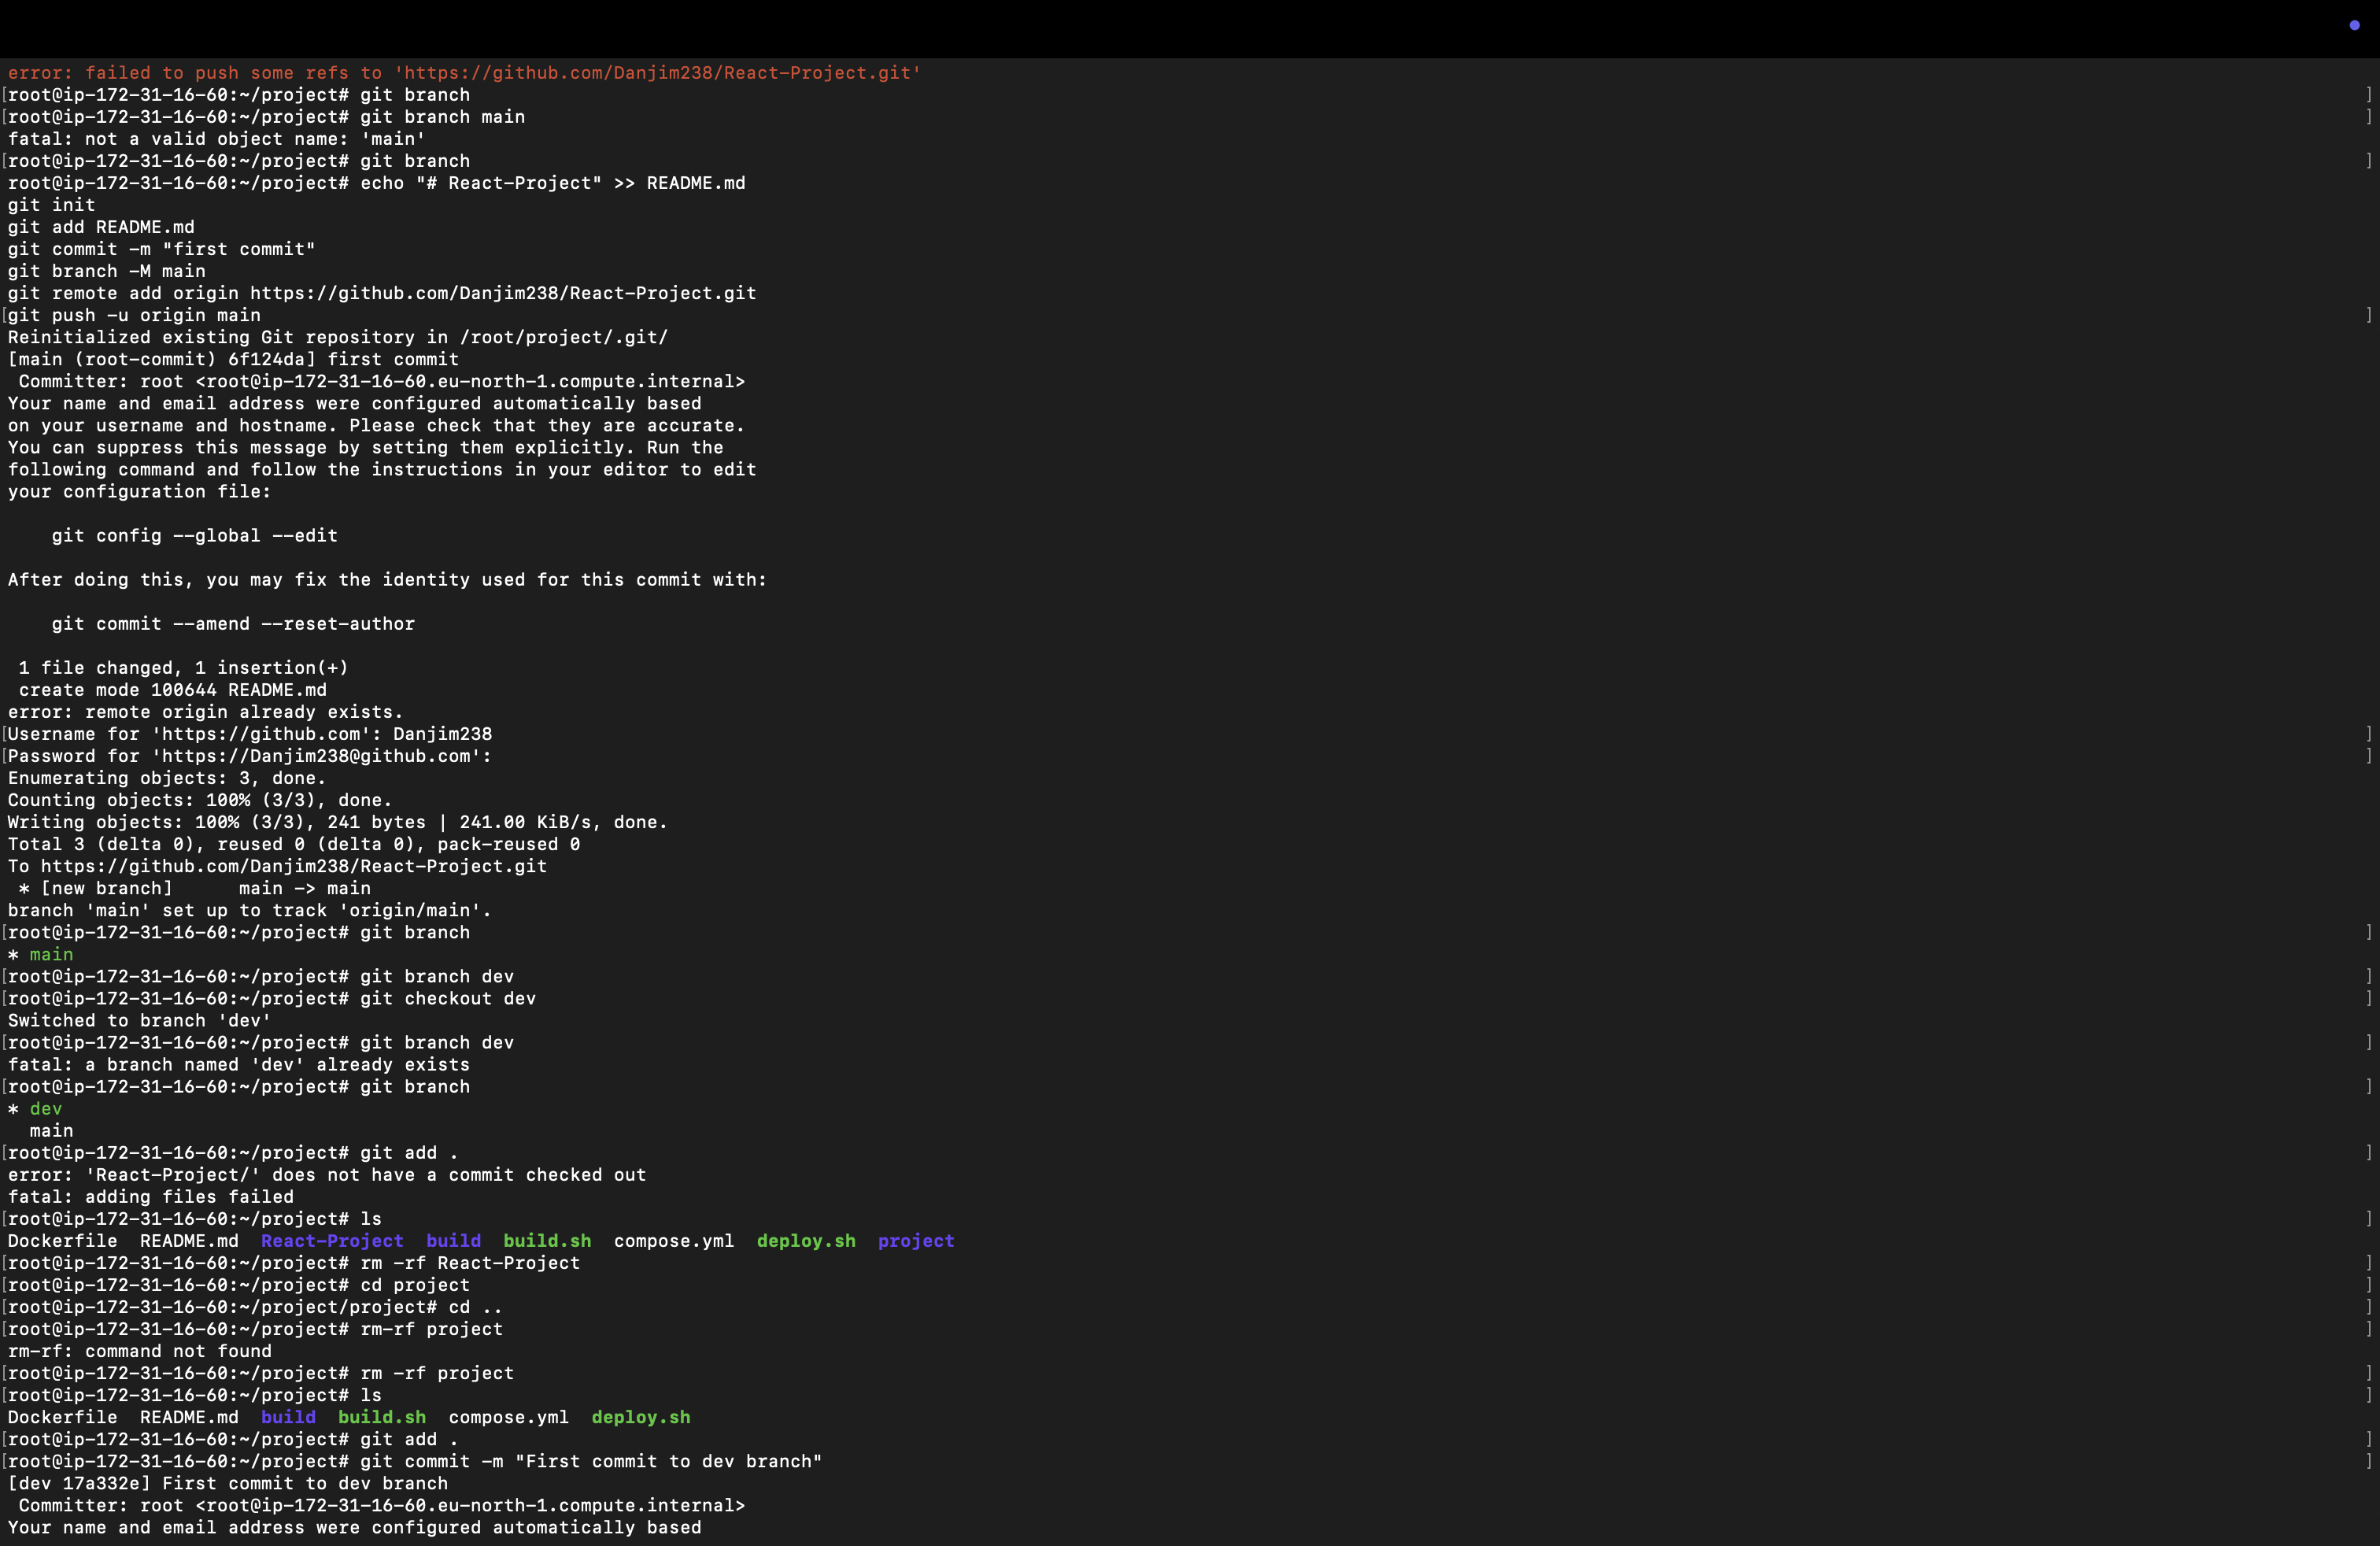 error: failed to push some refs to 'https://github.com/Danjim238/React-Project.git'
[root@ip-172-31-16-60:~/project# git branch ]
[root@ip-172-31-16-60:~/project# git branch main ]
fatal: not a valid object name: 'main'
[root@ip-172-31-16-60:~/project# git branch ]
root@ip-172-31-16-60:~/project# echo "# React-Project" >> README.md
git init
git add README.md
git commit -m "first commit"
git branch -M main
git remote add origin https://github.com/Danjim238/React-Project.git
[git push -u origin main ]
Reinitialized existing Git repository in /root/project/.git/
[main (root-commit) 6f124da] first commit
 Committer: root <root@ip-172-31-16-60.eu-north-1.compute.internal>
Your name and email address were configured automatically based
on your username and hostname. Please check that they are accurate.
You can suppress this message by setting them explicitly. Run the
following command and follow the instructions in your editor to edit
your configuration file:

    git config --global --edit

After doing this, you may fix the identity used for this commit with:

    git commit --amend --reset-author

 1 file changed, 1 insertion(+)
 create mode 100644 README.md
error: remote origin already exists.
[Username for 'https://github.com': Danjim238 ]
[Password for 'https://Danjim238@github.com': ]
Enumerating objects: 3, done.
Counting objects: 100% (3/3), done.
Writing objects: 100% (3/3), 241 bytes | 241.00 KiB/s, done.
Total 3 (delta 0), reused 0 (delta 0), pack-reused 0
To https://github.com/Danjim238/React-Project.git
 * [new branch]      main -> main
branch 'main' set up to track 'origin/main'.
[root@ip-172-31-16-60:~/project# git branch ]
* main
[root@ip-172-31-16-60:~/project# git branch dev ]
[root@ip-172-31-16-60:~/project# git checkout dev ]
Switched to branch 'dev'
[root@ip-172-31-16-60:~/project# git branch dev ]
fatal: a branch named 'dev' already exists
[root@ip-172-31-16-60:~/project# git branch ]
* dev
  main
[root@ip-172-31-16-60:~/project# git add . ]
error: 'React-Project/' does not have a commit checked out
fatal: adding files failed
[root@ip-172-31-16-60:~/project# ls ]
Dockerfile  README.md  React-Project  build  build.sh  compose.yml  deploy.sh  project
[root@ip-172-31-16-60:~/project# rm -rf React-Project ]
[root@ip-172-31-16-60:~/project# cd project ]
[root@ip-172-31-16-60:~/project/project# cd .. ]
[root@ip-172-31-16-60:~/project# rm-rf project ]
rm-rf: command not found
[root@ip-172-31-16-60:~/project# rm -rf project ]
[root@ip-172-31-16-60:~/project# ls ]
Dockerfile  README.md  build  build.sh  compose.yml  deploy.sh
[root@ip-172-31-16-60:~/project# git add . ]
[root@ip-172-31-16-60:~/project# git commit -m "First commit to dev branch" ]
[dev 17a332e] First commit to dev branch
 Committer: root <root@ip-172-31-16-60.eu-north-1.compute.internal>
Your name and email address were configured automatically based